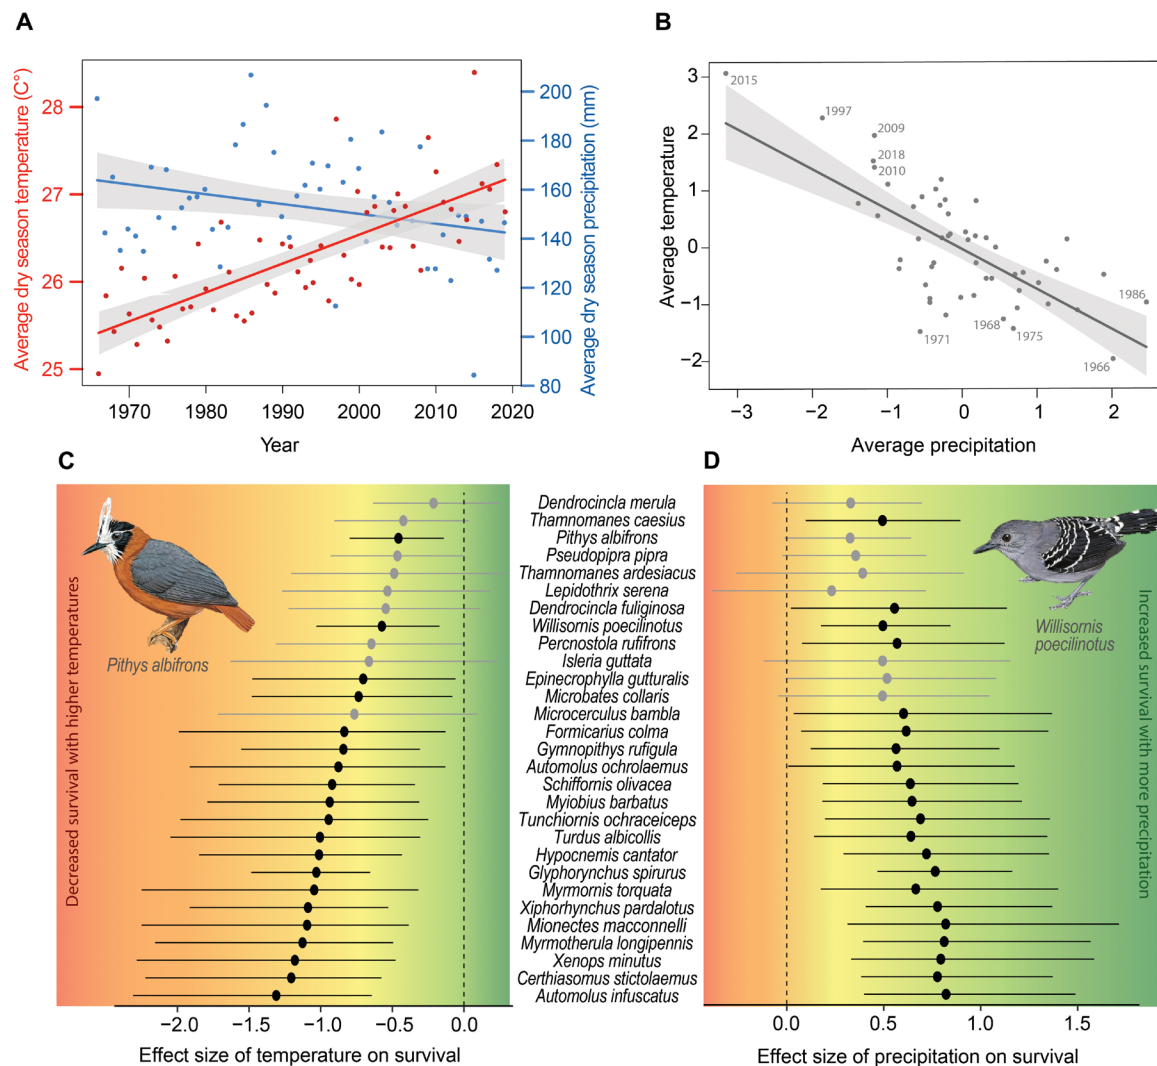 A
B
Average dry season temperature (C°)
28
27
26
25
200
180
160
140
120
100
80
Average dry season precipitation (mm)
1970
1980
1990
2000
2010
2020
Year
Average temperature
3
2
1
0
−1
−2
2015
1997
2009
2018
2010
1986
1968
1971
1975
1966
−3
−2
−1
0
1
2
Average precipitation
C
D
Decreased survival with higher temperatures
Pithys albifrons
Dendrocincla merula
Thamnomanes caesius
Pithys albifrons
Pseudopipra pipra
Thamnomanes ardesiacus
Lepidothrix serena
Dendrocincla fuliginosa
Willisornis poecilinotus
Percnostola rufifrons
Isleria guttata
Epinecrophylla gutturalis
Microbates collaris
Microcerculus bambla
Formicarius colma
Gymnopithys rufigula
Automolus ochrolaemus
Schiffornis olivacea
Myiobius barbatus
Tunchiornis ochraceiceps
Turdus albicollis
Hypocnemis cantator
Glyphorynchus spirurus
Myrmornis torquata
Xiphorhynchus pardalotus
Mionectes macconnelli
Myrmotherula longipennis
Xenops minutus
Certhiasomus stictolaemus
Automolus infuscatus
Willisornis
poecilinotus
Increased survival with more precipitation
−2.0
−1.5
−1.0
−0.5
0.0
Effect size of temperature on survival
0.0
0.5
1.0
1.5
Effect size of precipitation on survival